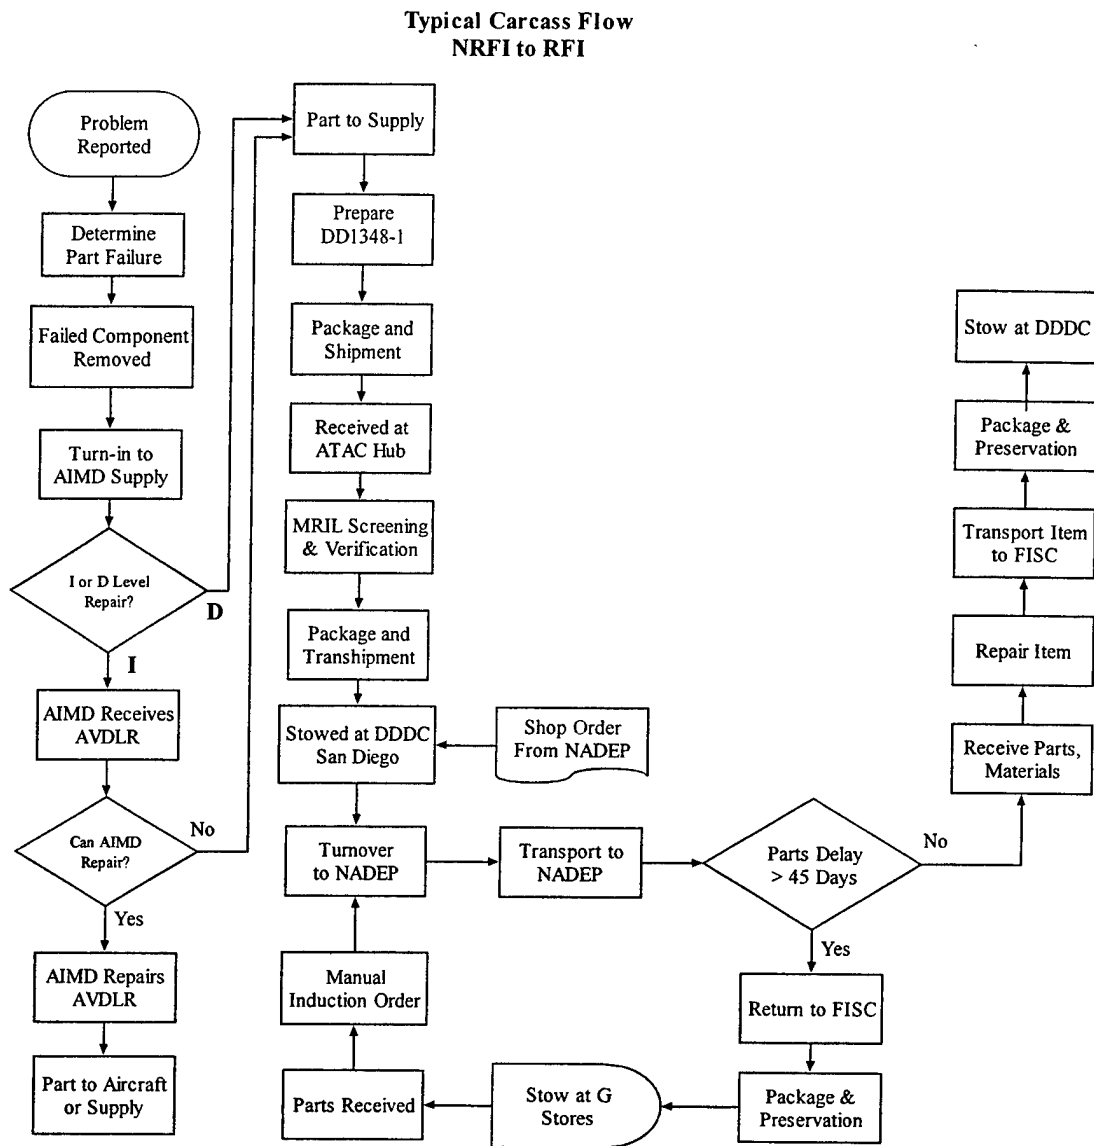 Typical Carcass Flow
NRFI to RFI
Problem
Reported
Determine
Part Failure
Failed Component
Removed
Turn-in to
AIMD Supply
I or D Level
Repair?
D
I
AIMD Receives
AVDLR
Can AIMD
Repair?
No
Yes
AIMD Repairs
AVDLR
Part to Aircraft
or Supply
Part to Supply
Prepare
DD1348-1
Package and
Shipment
Received at
ATAC Hub
MRIL Screening
& Verification
Package and
Transhipment
Stowed at DDDC
San Diego
Shop Order
From NADEP
Turnover
to NADEP
Transport to
NADEP
Parts Delay
> 45 Days
No
Yes
Return to FISC
Package &
Preservation
Stow at G
Stores
Parts Received
Manual
Induction Order
Receive Parts,
Materials
Repair Item
Transport Item
to FISC
Package &
Preservation
Stow at DDDC